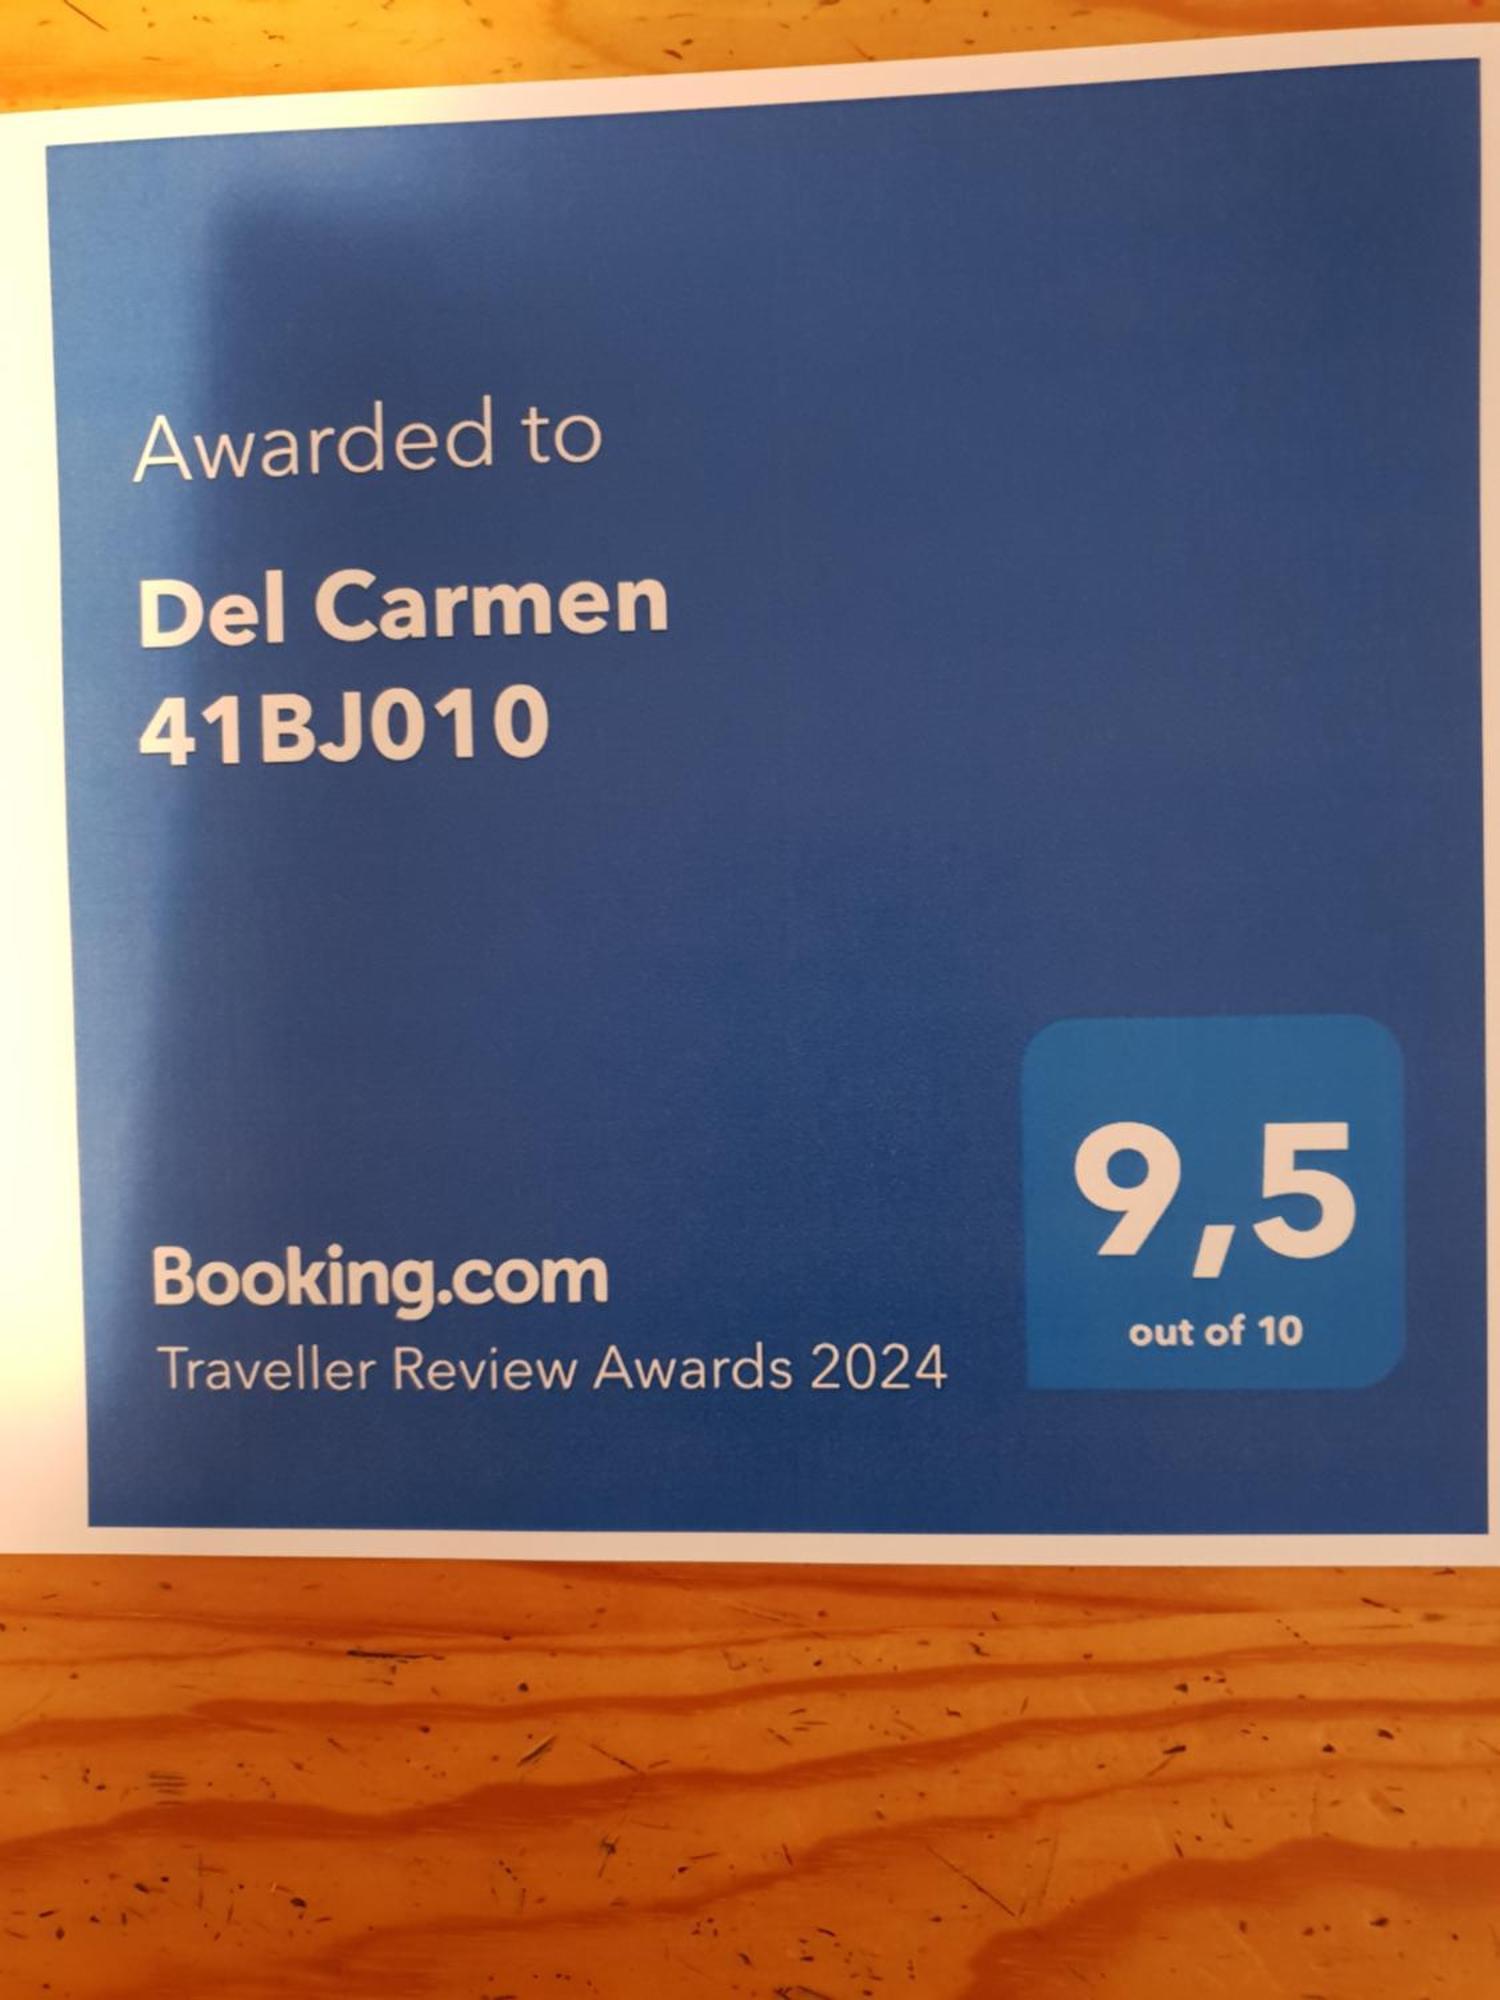 Awarded to
Del Carmen
41BJ010
Booking.com
Traveller Review Awards 2024
9,5
out of 10